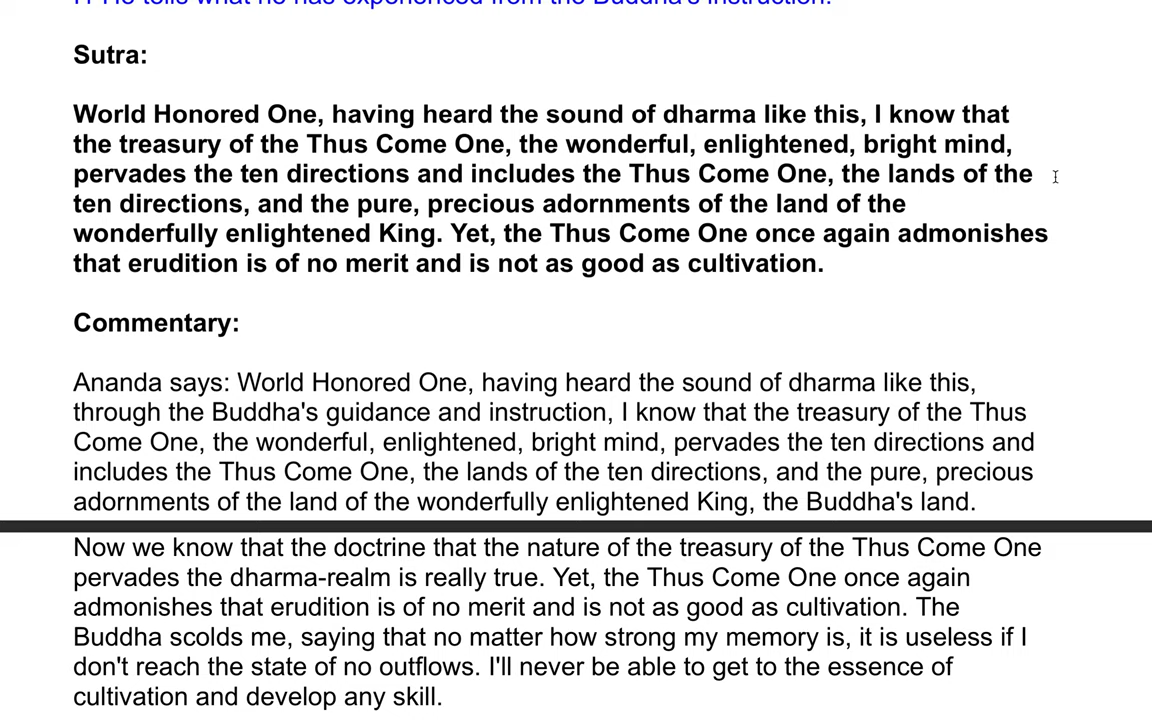 H He tells what he has experienced from the Buddha's instruction.
Sutra:
World Honored One, having heard the sound of dharma like this, I know that
the treasury of the Thus Come One, the wonderful, enlightened, bright mind,
pervades the ten directions and includes the Thus Come One, the lands of the
ten directions, and the pure, precious adornments of the land of the
wonderfully enlightened King. Yet, the Thus Come One once again admonishes
that erudition is of no merit and is not as good as cultivation.
Commentary:
Ananda says: World Honored One, having heard the sound of dharma like this,
through the Buddha's guidance and instruction, I know that the treasury of the Thus
Come One, the wonderful, enlightened, bright mind, pervades the ten directions and
includes the Thus Come One, the lands of the ten directions, and the pure, precious
adornments of the land of the wonderfully enlightened King, the Buddha's land.
Now we know that the doctrine that the nature of the treasury of the Thus Come One
pervades the dharma-realm is really true. Yet, the Thus Come One once again
admonishes that erudition is of no merit and is not as good as cultivation. The
Buddha scolds me, saying that no matter how strong my memory is, it is useless if I
don't reach the state of no outflows. I'll never be able to get to the essence of
cultivation and develop any skill.